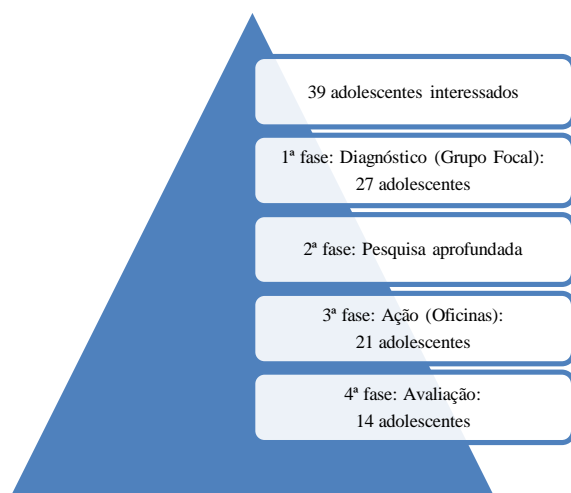 39 adolescentes interessados
1ª fase: Diagnóstico (Grupo Focal):
27 adolescentes
2ª fase: Pesquisa aprofundada
3ª fase: Ação (Oficinas):
21 adolescentes
4ª fase: Avaliação:
14 adolescentes